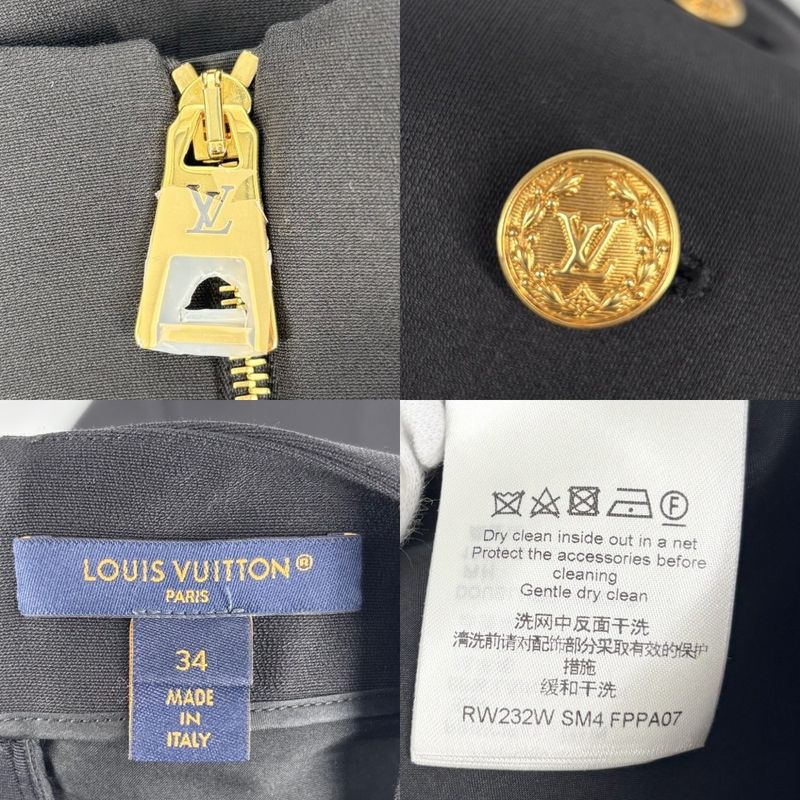 LV
LV
LOUIS VUITTON®
PARIS
34
MADE
IN
ITALY
F
Dry clean inside out in a net
Protect the accessories before
cleaning
Gentle dry clean
洗网中反面干洗
清洗前请对配饰部分采取有效的保护
措施
缓和干洗
RW232W SM4 FPPA07